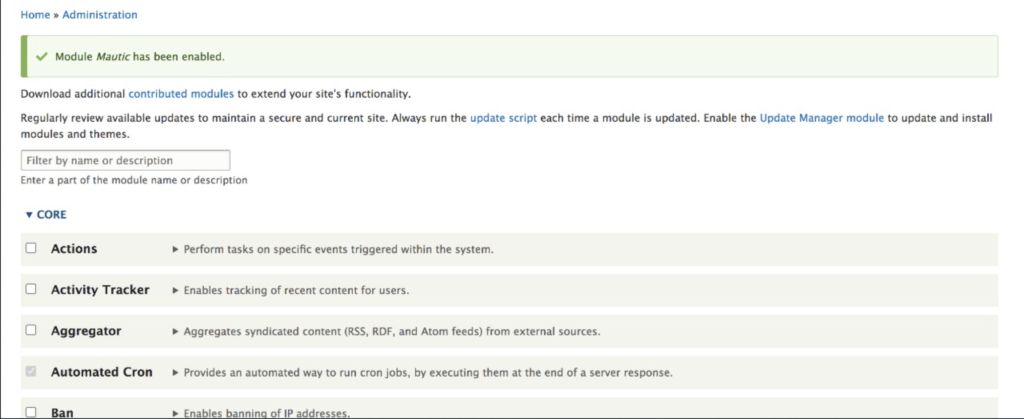 Home » Administration
Module Mautic has been enabled.
Download additional contributed modules to extend your site's functionality.
Regularly review available updates to maintain a secure and current site. Always run the update script each time a module is updated. Enable the Update Manager module to update and install
modules and themes.
Filter by name or description
Enter a part of the module name or description
▼ CORE
Actions ► Perform tasks on specific events triggered within the system.
Activity Tracker ► Enables tracking of recent content for users.
Aggregator ► Aggregates syndicated content (RSS, RDF, and Atom feeds) from external sources.
Automated Cron ► Provides an automated way to run cron jobs, by executing them at the end of a server response.
Ban ► Enables banning of IP addresses.